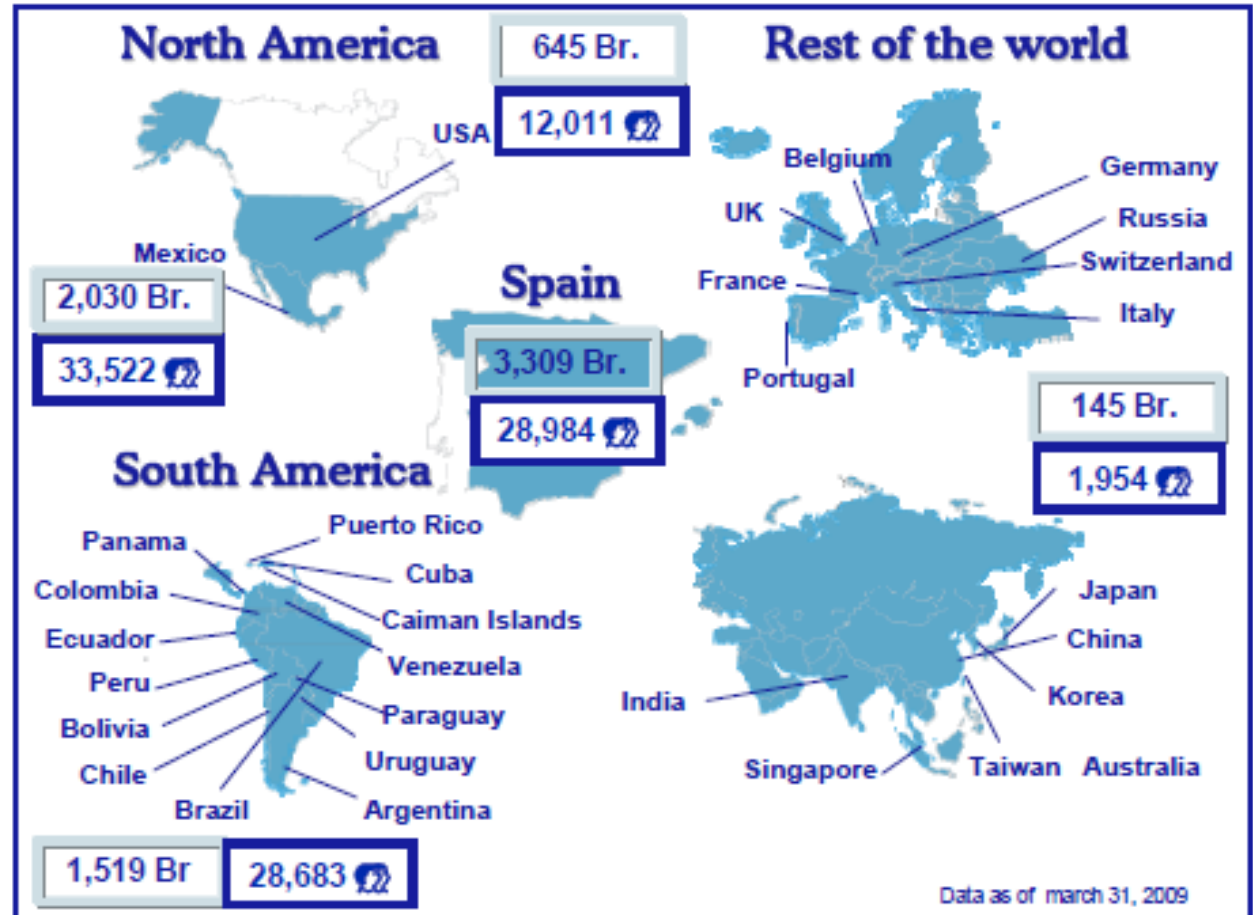 North America
645 Br.
12,011
USA
Mexico
2,030 Br.
33,522
Rest of the world
Belgium
Germany
UK
Russia
Switzerland
France
Italy
Portugal
145 Br.
1,954
Spain
3,309 Br.
28,984
South America
Puerto Rico
Panama
Cuba
Colombia
Caiman Islands
Ecuador
Venezuela
Peru
Paraguay
Bolivia
Uruguay
Chile
Brazil
Argentina
1,519 Br
28,683
Japan
China
Korea
India
Singapore
Taiwan
Australia
Data as of march 31, 2009